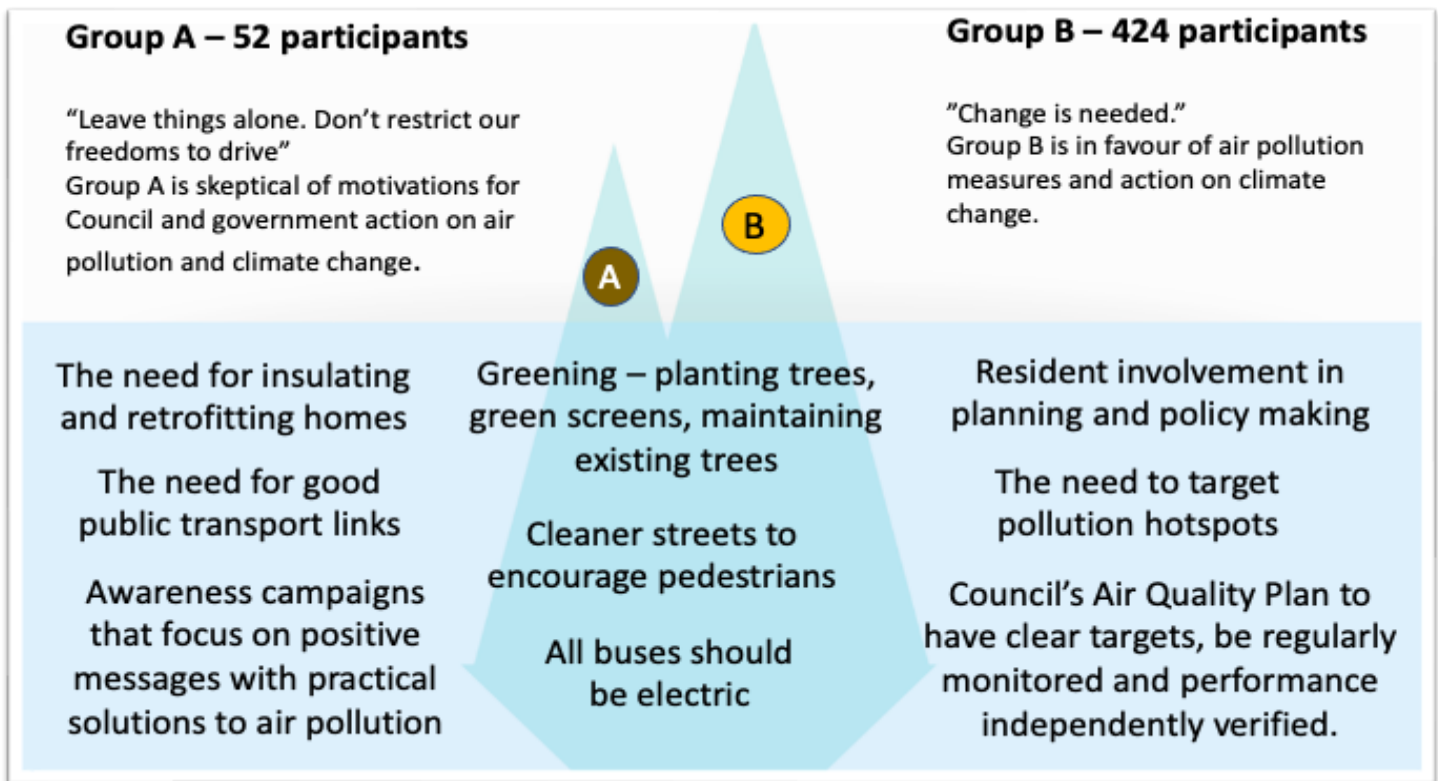 Group A – 52 participants
“Leave things alone. Don’t restrict our
freedoms to drive”
Group A is skeptical of motivations for
Council and government action on air
pollution and climate change.
Group B – 424 participants
”Change is needed.”
Group B is in favour of air pollution
measures and action on climate
change.
A
B
The need for insulating
and retrofitting homes
The need for good
public transport links
Awareness campaigns
that focus on positive
messages with practical
solutions to air pollution
Greening – planting trees,
green screens, maintaining
existing trees
Cleaner streets to
encourage pedestrians
All buses should
be electric
Resident involvement in
planning and policy making
The need to target
pollution hotspots
Council’s Air Quality Plan to
have clear targets, be regularly
monitored and performance
independently verified.